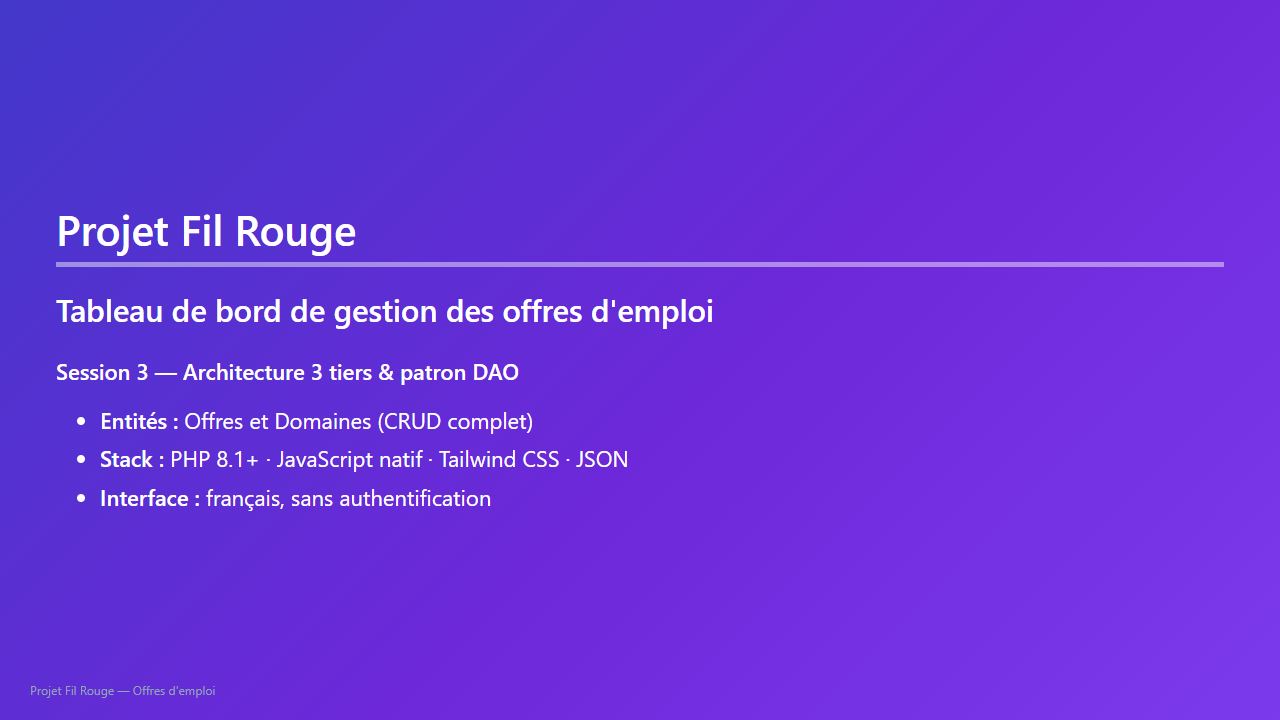 Projet Fil Rouge
Tableau de bord de gestion des offres d'emploi
Session 3 — Architecture 3 tiers & patron DAO
• Entités : Offres et Domaines (CRUD complet)
• Stack : PHP 8.1+ · JavaScript natif · Tailwind CSS · JSON
• Interface : français, sans authentification
Projet Fil Rouge — Offres d'emploi